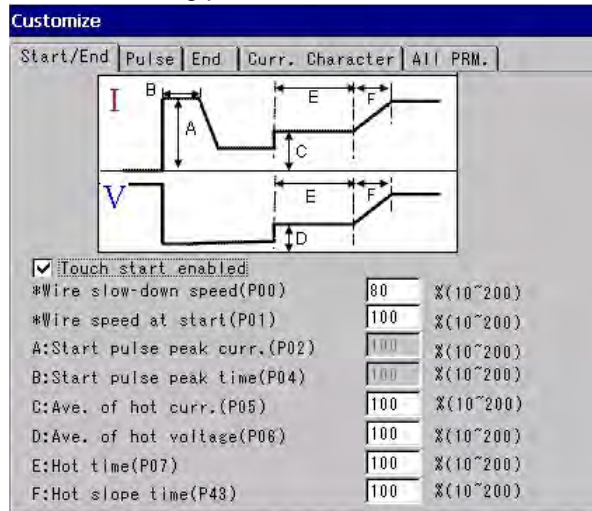 Customize
Start/End Pulse End Curr. Character All PRM.
I B A E F C
V E F D
Touch start enabled
*Wire slow-down speed(P00) 80 %(10~200)
*Wire speed at start(P01) 100 %(10~200)
A:Start pulse peak curr.(P02) 100 %(10~200)
B:Start pulse peak time(P04) 100 %(10~200)
C:Ave. of hot curr.(P05) 100 %(10~200)
D:Ave. of hot voltage(P06) 100 %(10~200)
E:Hot time(P07) 100 %(10~200)
F:Hot slope time(P43) 100 %(10~200)